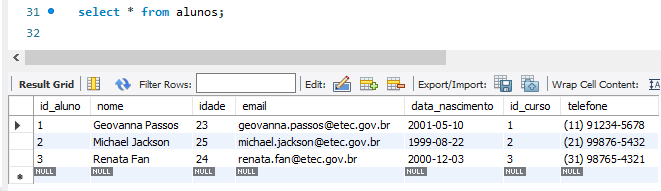 31 select * from alunos;
32
Result Grid Filter Rows: Edit: Export/Import: Wrap Cell Content:
id_aluno nome idade email data_nascimento id_curso telefone
1 Geovanna Passos 23 geovanna.passos@etec.gov.br 2001-05-10 1 (11) 91234-5678
2 Michael Jackson 25 michael.jackson@etec.gov.br 1999-08-22 2 (21) 99876-5432
3 Renata Fan 24 renata.fan@etec.gov.br 2000-12-03 3 (31) 98765-4321
NULL NULL NULL NULL NULL NULL NULL